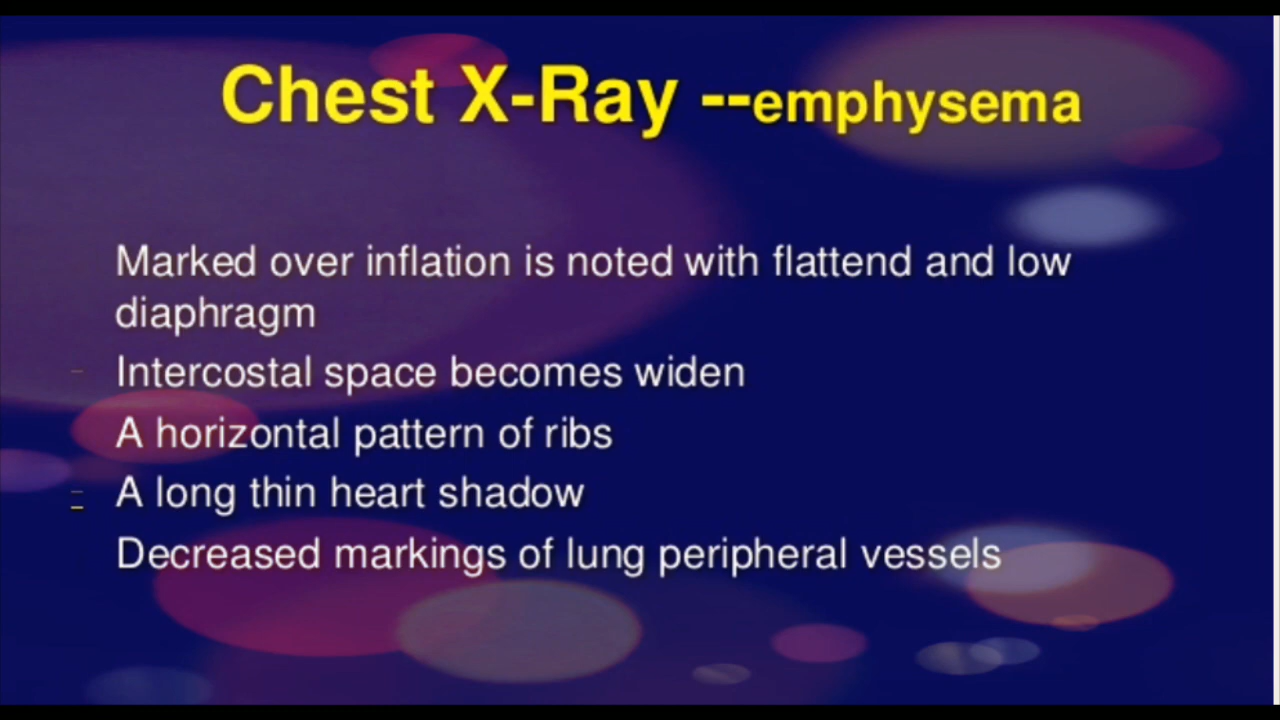 Chest X-Ray --emphysema
Marked over inflation is noted with flattend and low
diaphragm
Intercostal space becomes widen
A horizontal pattern of ribs
A long thin heart shadow
Decreased markings of lung peripheral vessels